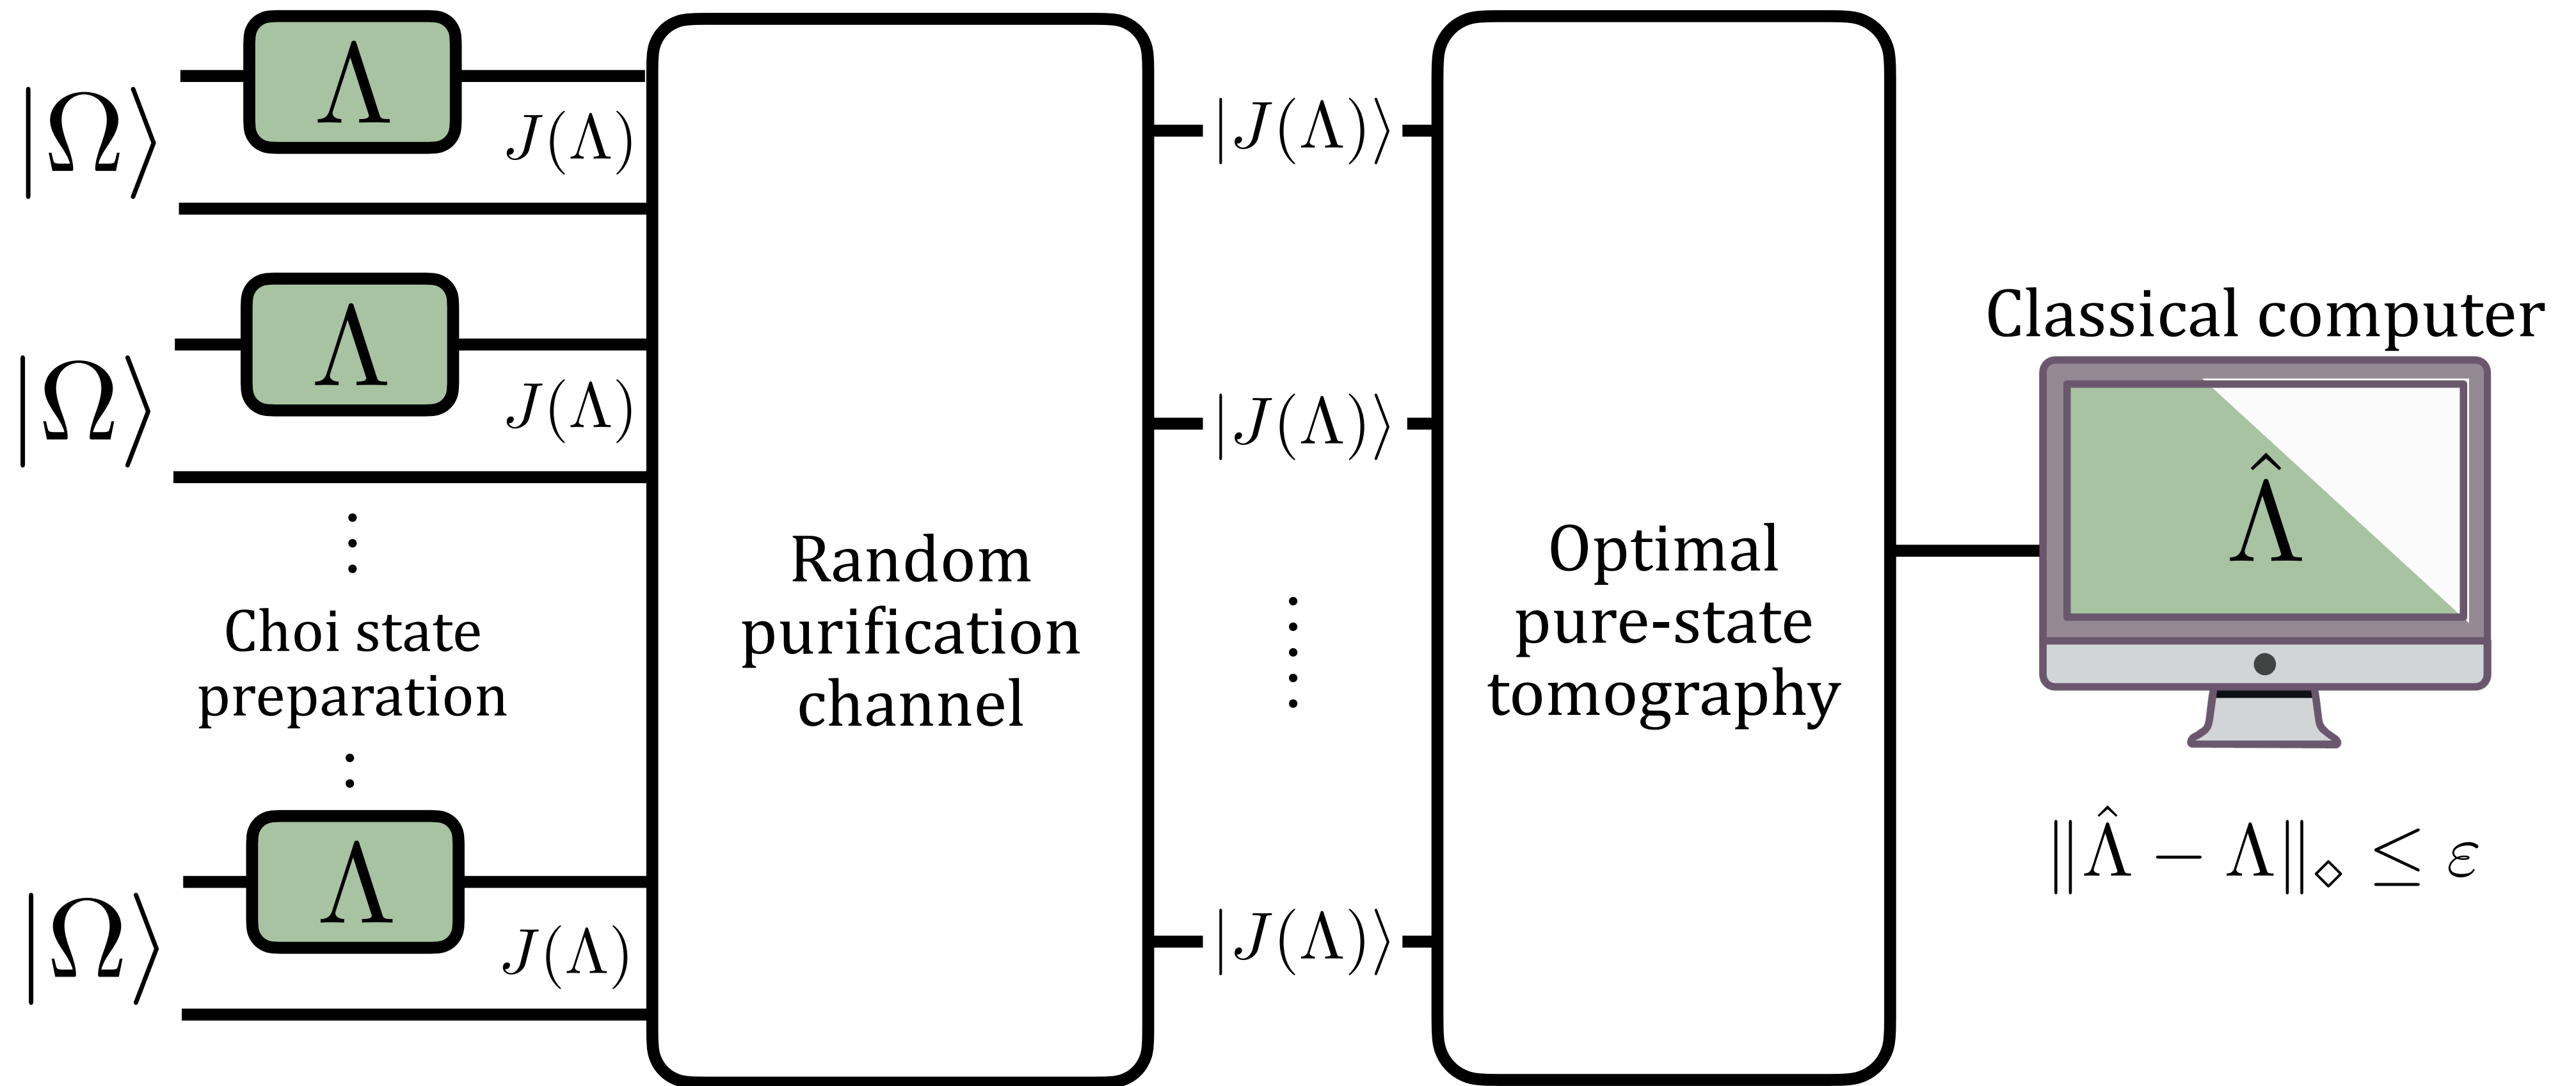 |Ω⟩
Λ
J(Λ)
|Ω⟩
Λ
J(Λ)
⋮
Choi state
preparation
:
|Ω⟩
Λ
J(Λ)
Random
purification
channel
|J(Λ)⟩
|J(Λ)⟩
⋮
|J(Λ)⟩
Optimal
pure-state
tomography
Classical computer
Λ̂
‖Λ̂ − Λ‖⋄ ≤ ε